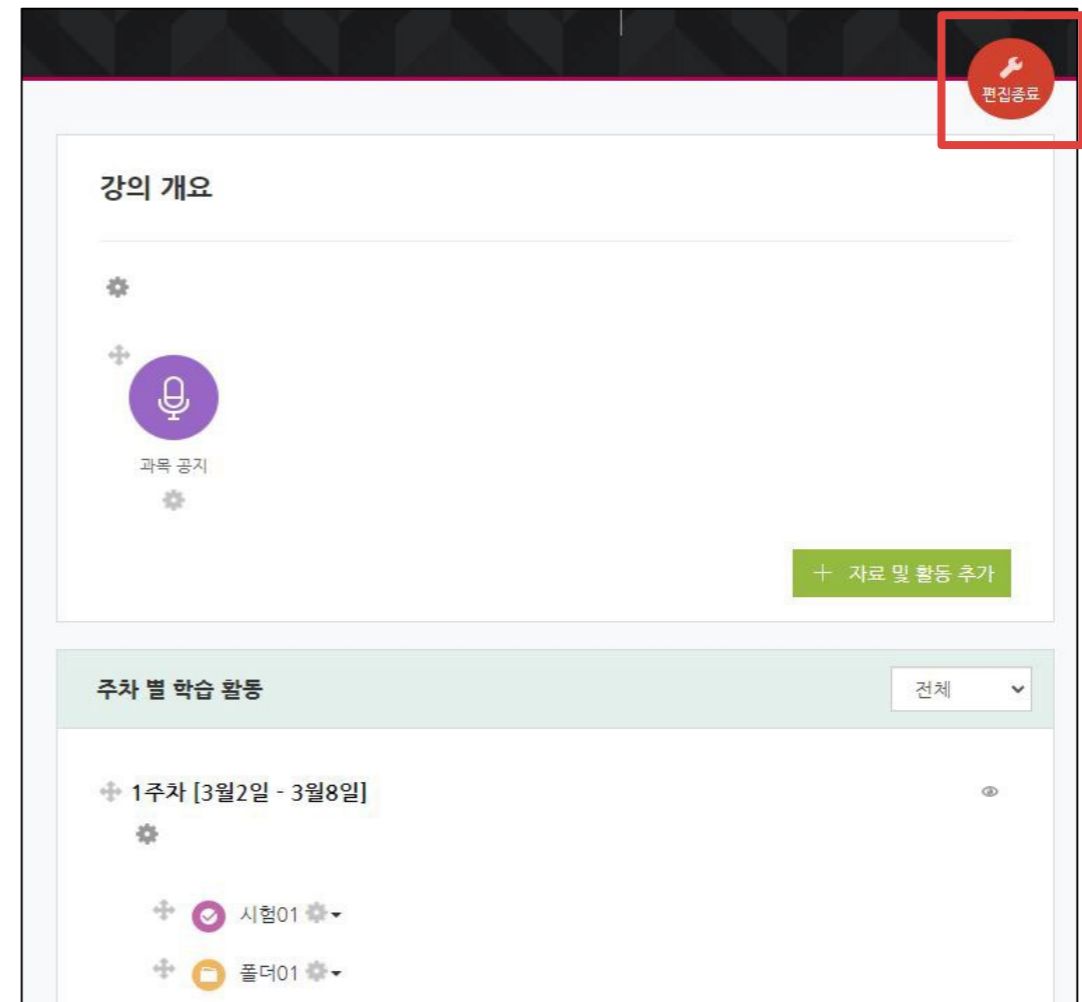 편집종료
강의 개요
과목 공지
자료 및 활동 추가
주차 별 학습 활동
전체
1주차 [3월2일 - 3월8일]
시험01
폴더01